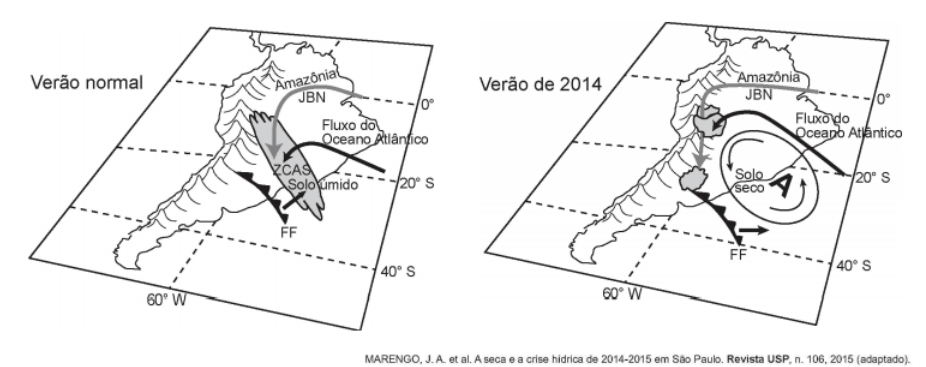 Verão normal
Amazônia
JBN
0°
Fluxo do
Oceano Atlântico
ZCAS
Solo úmido
20° S
FF
40° S
60° W
Verão de 2014
Amazônia
JBN
0°
Fluxo do
Oceano Atlântico
Solo
seco
A
20° S
FF
40° S
60° W
MARENGO, J. A. et al. A seca e a crise hídrica de 2014-2015 em São Paulo. Revista USP, n. 106, 2015 (adaptado).